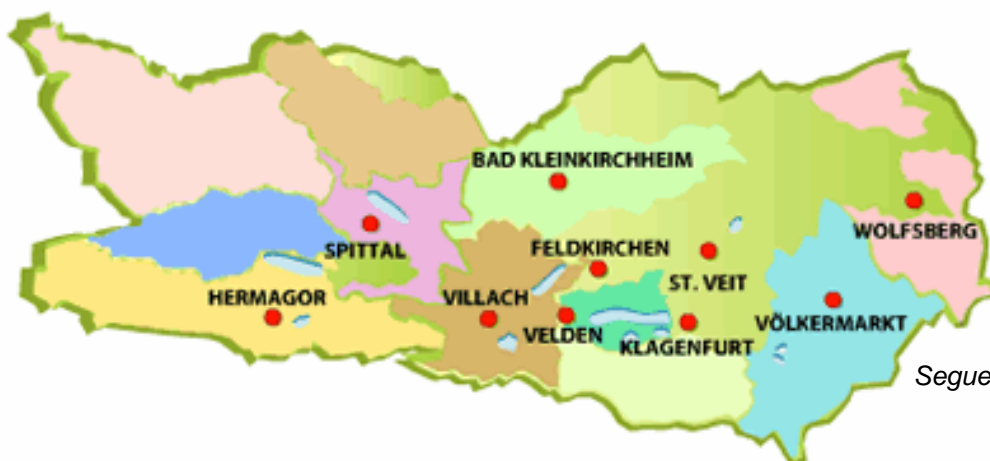 BAD KLEINKIRCHHEIM
WOLFSBERG
SPITTAL
FELDKIRCHEN
ST. VEIT
HERMAGOR
VILLACH
VÖLKERMARKT
VELDEN
KLAGENFURT
Segue